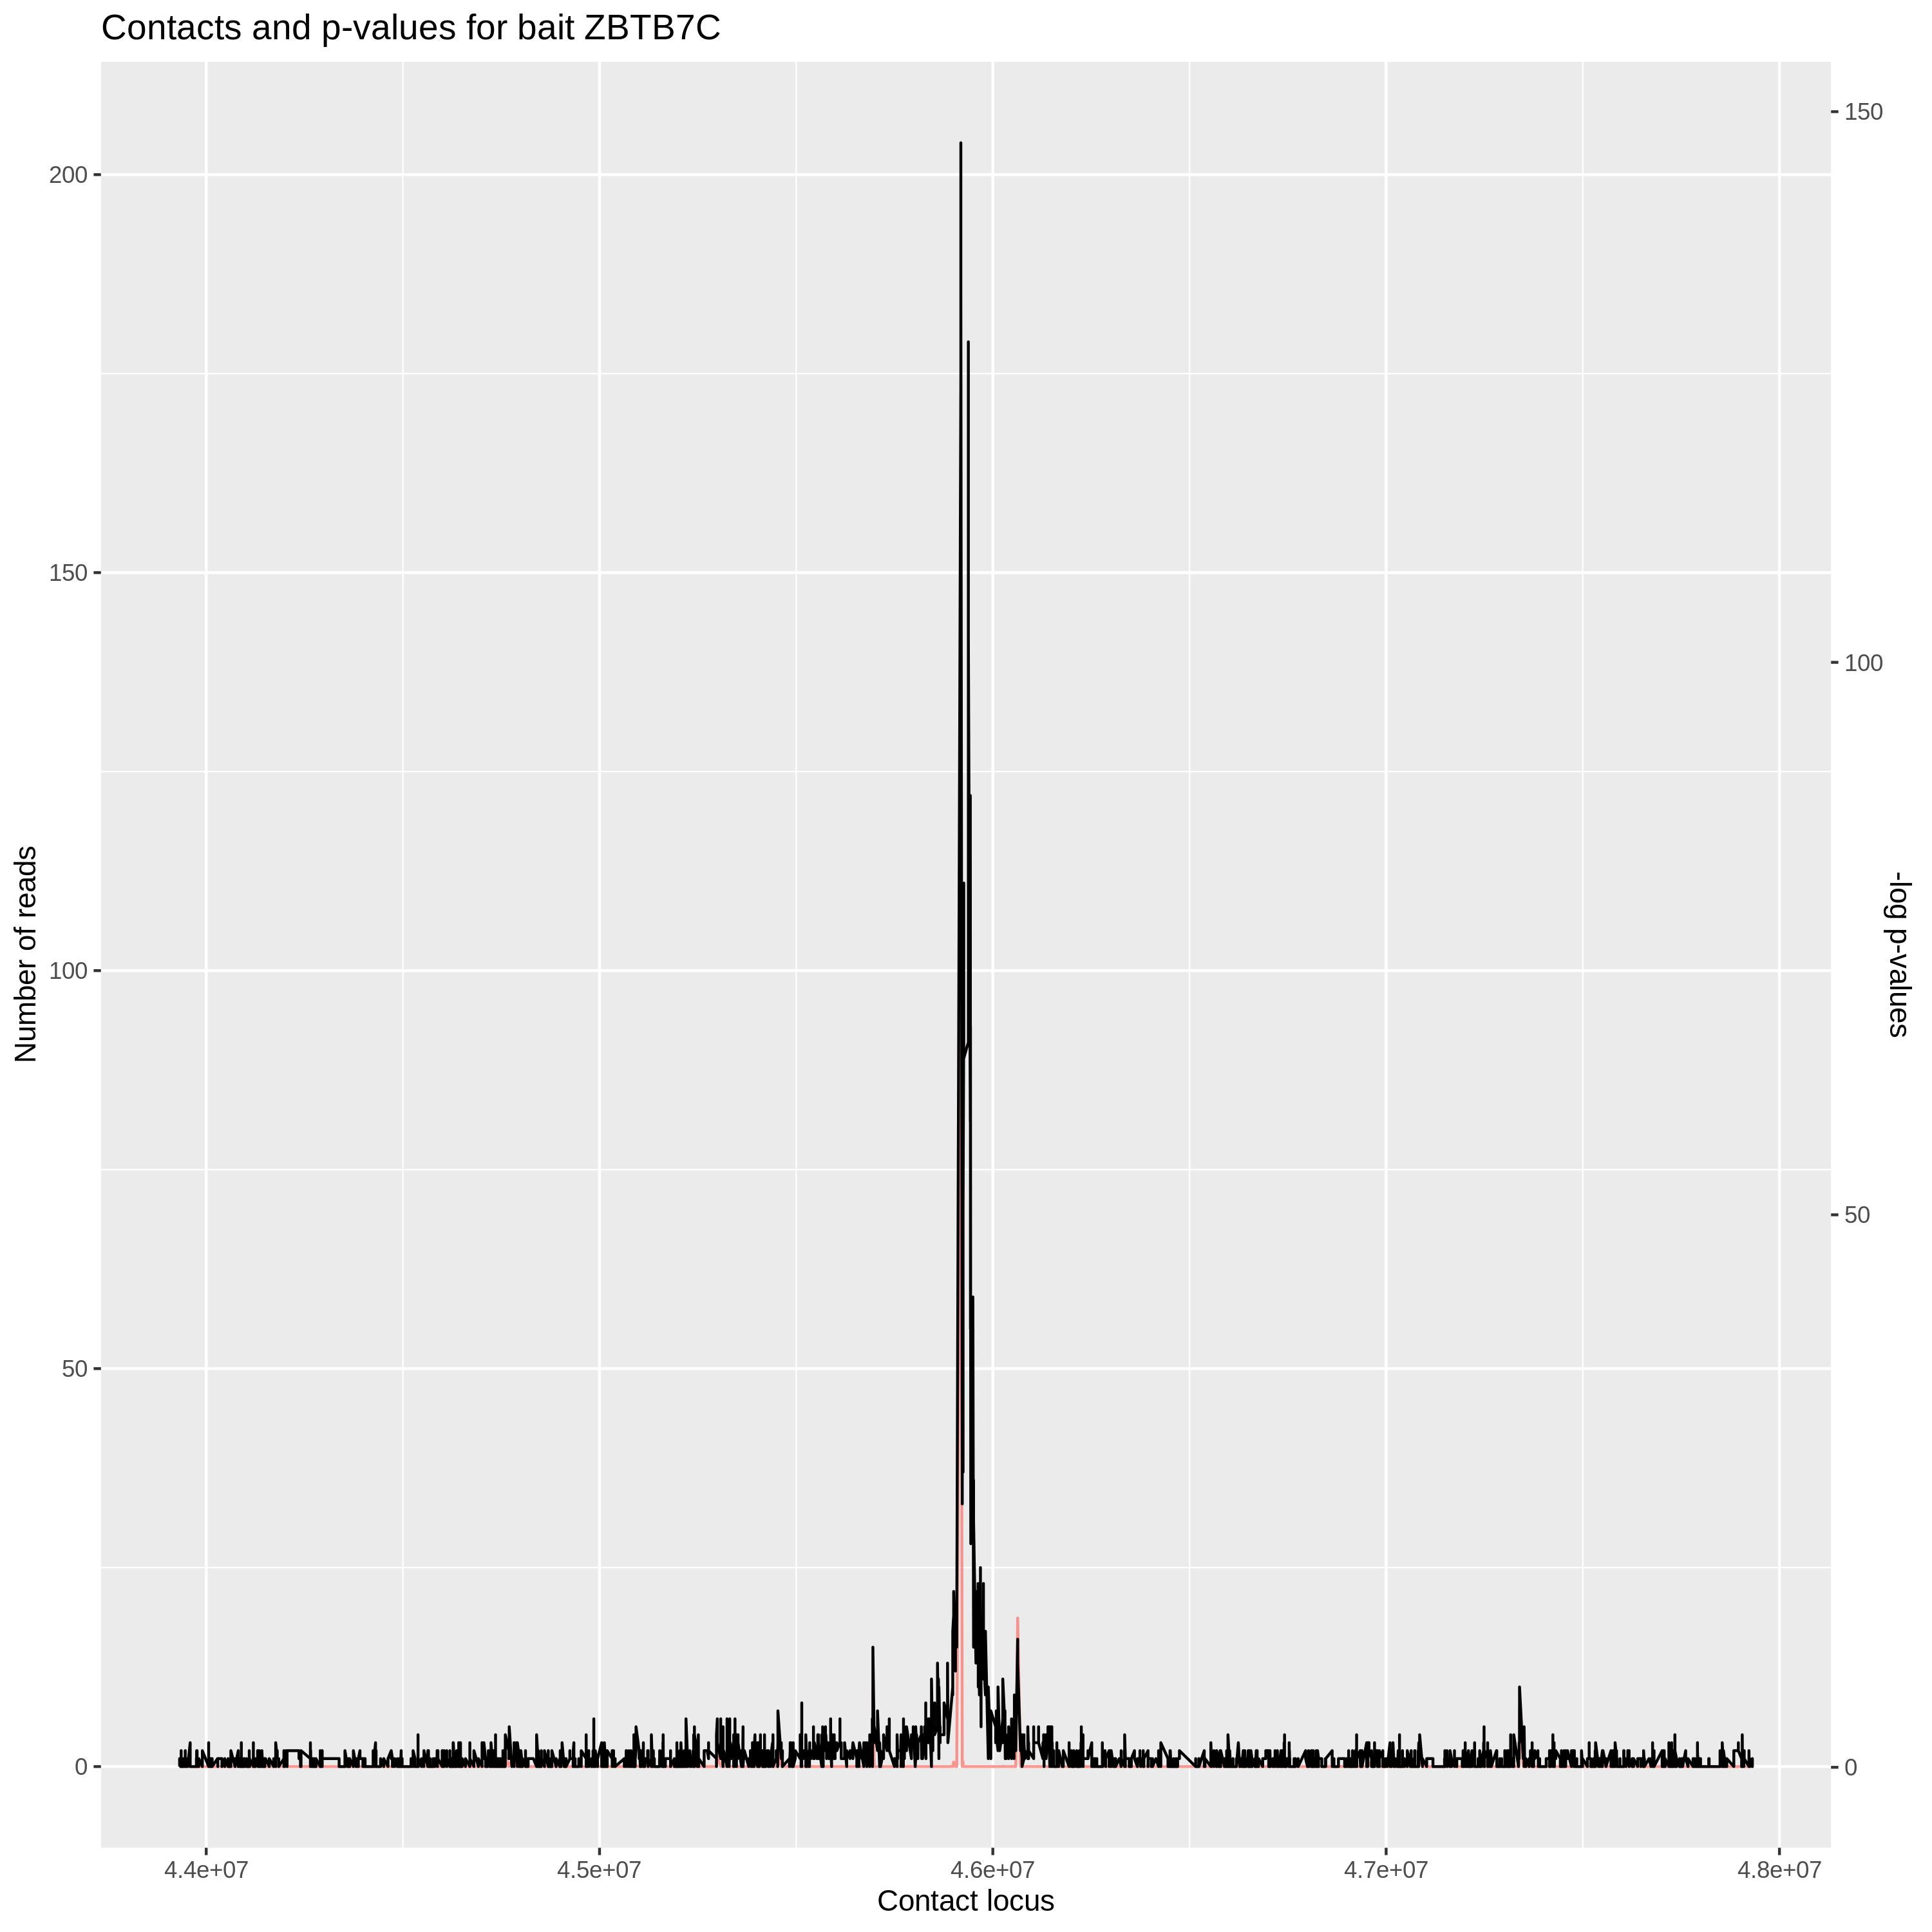 Contacts and p-values for bait ZBTB7C
200
150
100
50
0
150
100
50
0
Number of reads
-log p-values
4.4e+07 4.5e+07 4.6e+07 4.7e+07 4.8e+07
Contact locus